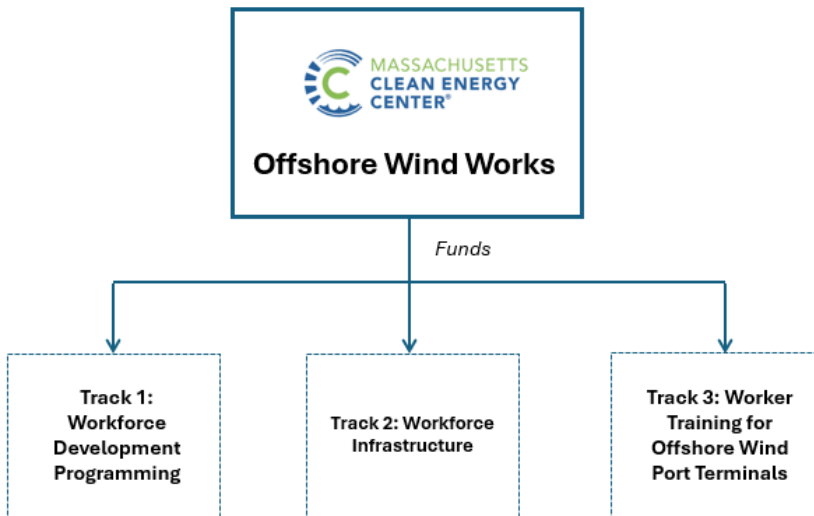 MASSACHUSETTS
CLEAN ENERGY
CENTER®
Offshore Wind Works
Funds
Track 1:
Workforce
Development
Programming
Track 2: Workforce
Infrastructure
Track 3: Worker
Training for
Offshore Wind
Port Terminals